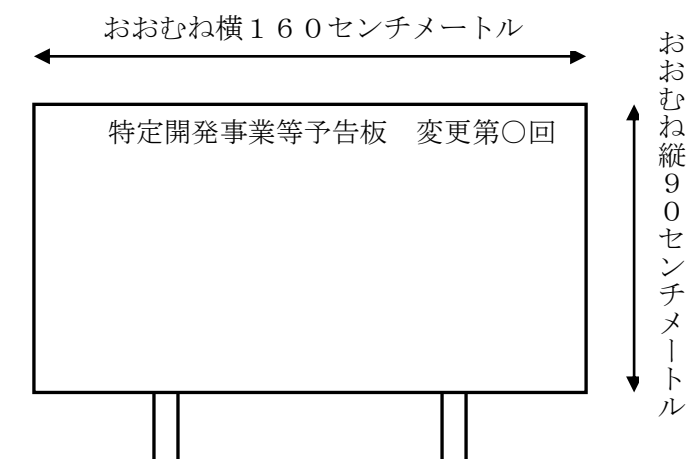 おおむね横１６０センチメートル
特定開発事業等予告板　変更第〇回
おおむね縦９０センチメートル